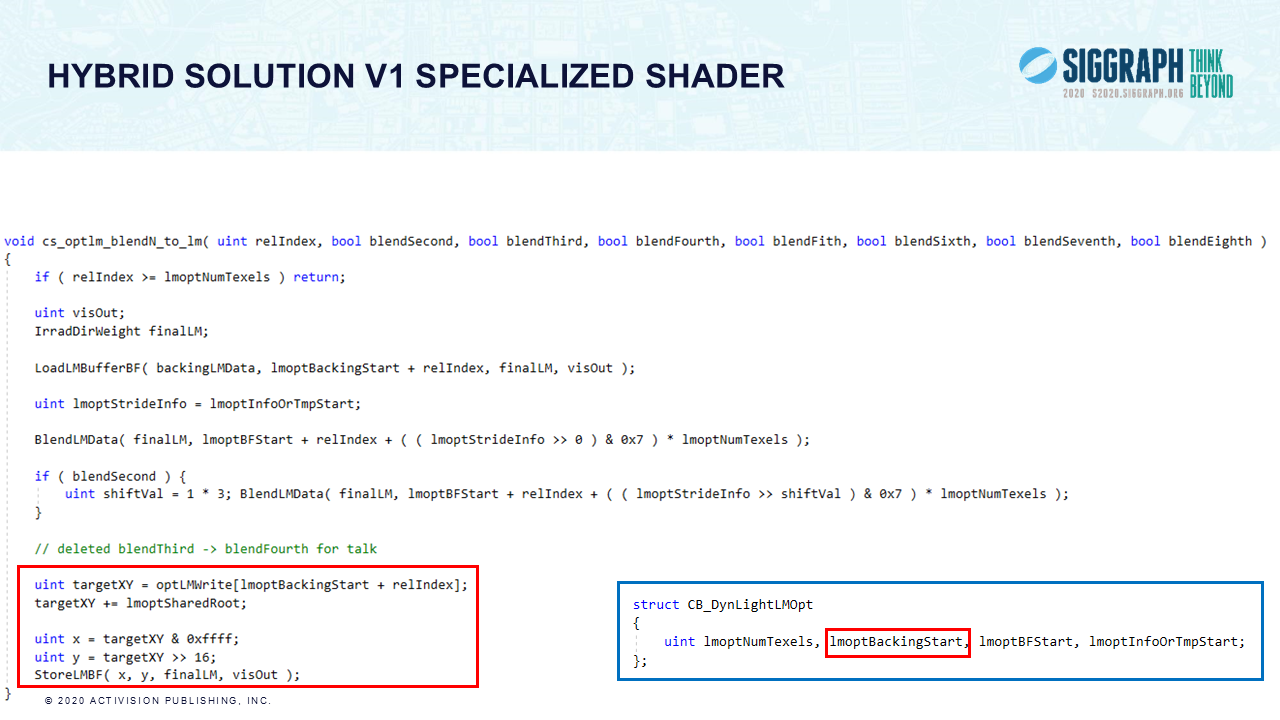 HYBRID SOLUTION V1 SPECIALIZED SHADER
SIGGRAPH THINK BEYOND
2020 S2020.SIGGRAPH.ORG
void cs_optlm_blendN_to_lm( uint relIndex, bool blendSecond, bool blendThird, bool blendFourth, bool blendFith, bool blendSixth, bool blendSeventh, bool blendEighth )
{
if ( relIndex >= lmoptNumTexels ) return;
uint visOut;
IrradDirWeight finalLM;
LoadLMBufferBF( backingLMData, lmoptBackingStart + relIndex, finalLM, visOut );
uint lmoptStrideInfo = lmoptInfoOrTmpStart;
BlendLMData( finalLM, lmoptBFStart + relIndex + ( ( lmoptStrideInfo >> 0 ) & 0x7 ) * lmoptNumTexels );
if ( blendSecond ) {
uint shiftVal = 1 * 3; BlendLMData( finalLM, lmoptBFStart + relIndex + ( ( lmoptStrideInfo >> shiftVal ) & 0x7 ) * lmoptNumTexels );
}
// deleted blendThird -> blendFourth for talk
uint targetXY = optLMWrite[lmoptBackingStart + relIndex];
targetXY += lmoptSharedRoot;
uint x = targetXY & 0xffff;
uint y = targetXY >> 16;
StoreLMBF( x, y, finalLM, visOut );
}
struct CB_DynLightLMOpt
{
uint lmoptNumTexels, lmoptBackingStart, lmoptBFStart, lmoptInfoOrTmpStart;
};
© 2020 ACTIVISION PUBLISHING, INC.